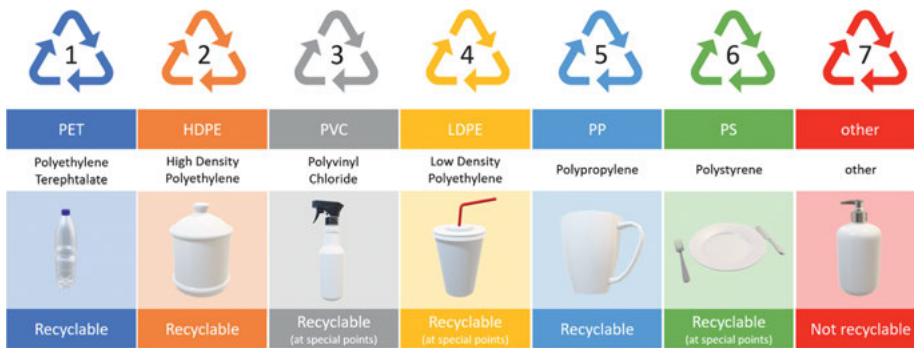 1 2 3 4 5 6 7
PET HDPE PVC LDPE PP PS other
Polyethylene
Terephtalate
High Density
Polyethylene
Polyvinyl
Chloride
Low Density
Polyethylene
Polypropylene
Polystyrene
other
Recyclable
Recyclable
Recyclable
(at special points)
Recyclable
(at special points)
Recyclable
Recyclable
(at special points)
Not recyclable